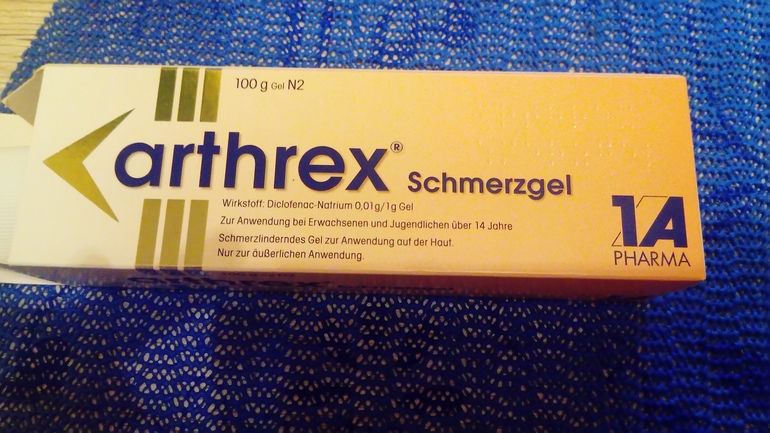 100 g Gel N2
arthrex® Schmerzgel
Wirkstoff: Diclofenac-Natrium 0,01g/1g Gel
Zur Anwendung bei Erwachsenen und Jugendlichen über 14 Jahre
Schmerzlinderndes Gel zur Anwendung auf der Haut.
Nur zur äußerlichen Anwendung.
1A
PHARMA